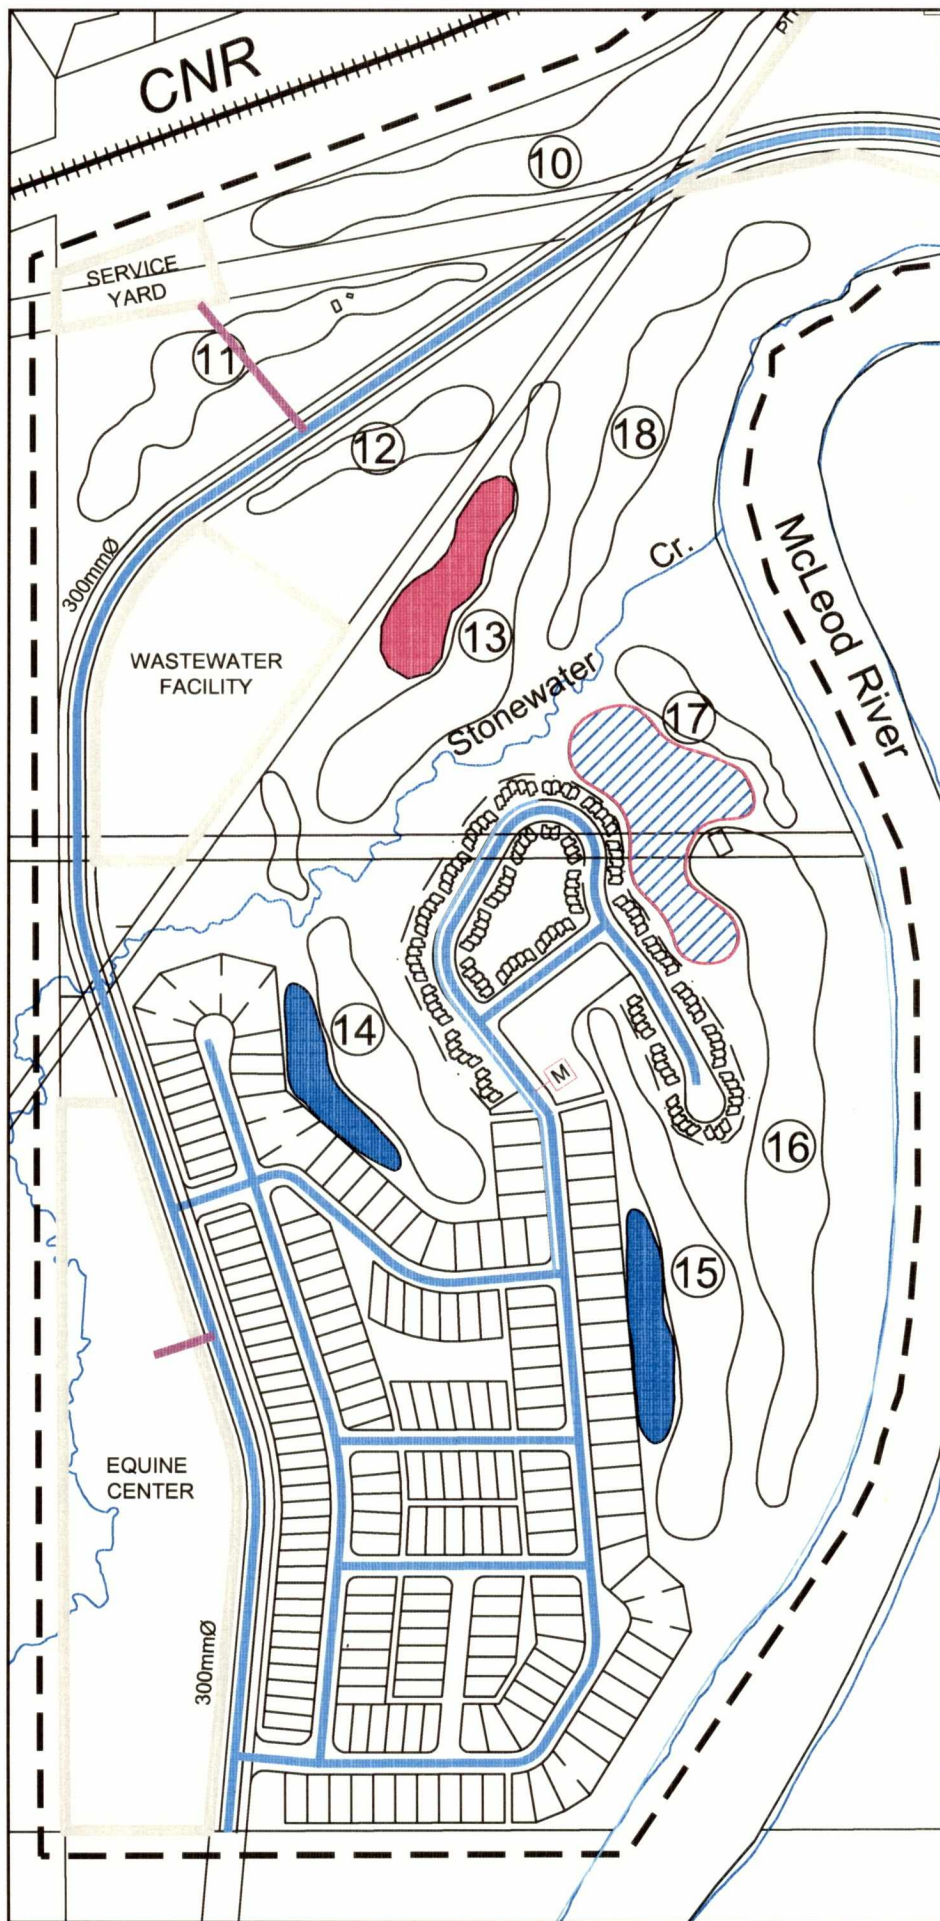 CNR
10
SERVICE
YARD
11
18
12
Cr.
McLeod River
300mmØ
13
WASTEWATER
FACILITY
Stonewater
17
14
M
16
15
EQUINE
CENTER
300mmØ